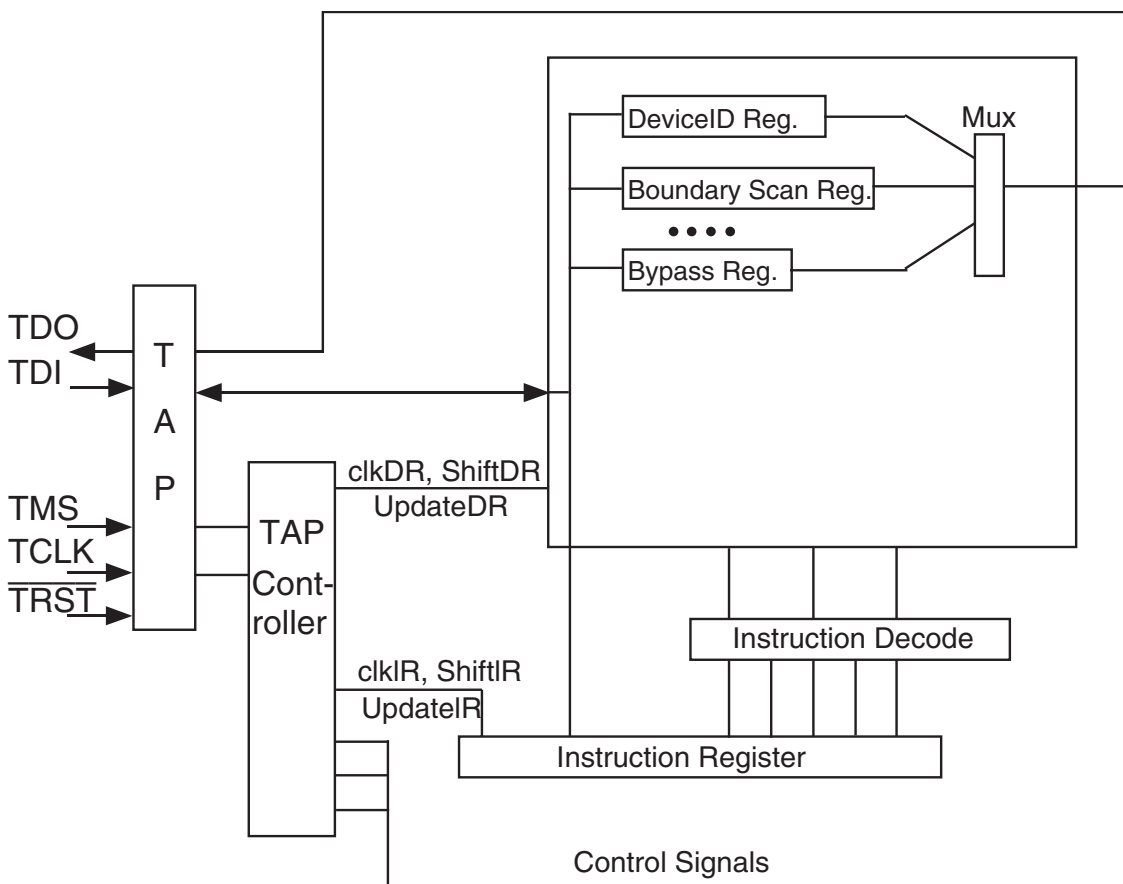 DeviceID Reg.
Mux
Boundary Scan Reg.
Bypass Reg.
TDO
TDI
T
A
P
TMS
TCLK
TRST
TAP
Cont-
roller
clkDR, ShiftDR
UpdateDR
Instruction Decode
clkIR, ShiftIR
UpdateIR
Instruction Register
Control Signals